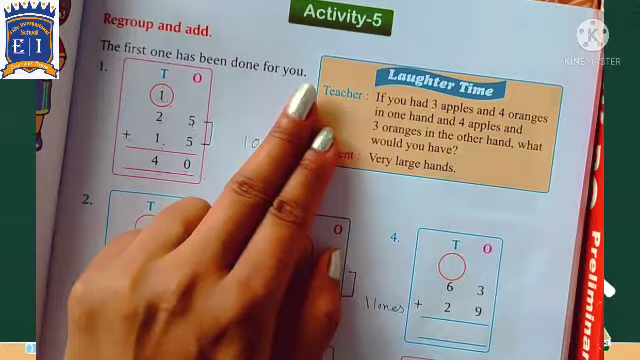 Activity-5
Regroup and add.
The first one has been done for you.
1.
T O
1
2 5
+ 1 5
4 0
Laughter Time
Teacher: If you had 3 apples and 4 oranges
in one hand and 4 apples and
3 oranges in the other hand, what
would you have?
Very large hands.
2.
T
O
4.
T O
6 3
+ 2 9
11ones
KINEMASTER
E I
School